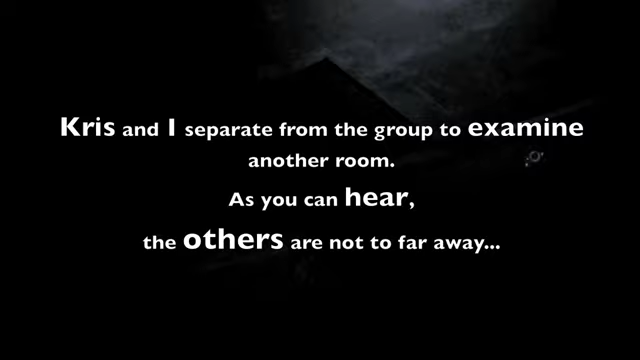 Kris and I separate from the group to examine
another room.
As you can hear,
the others are not to far away...